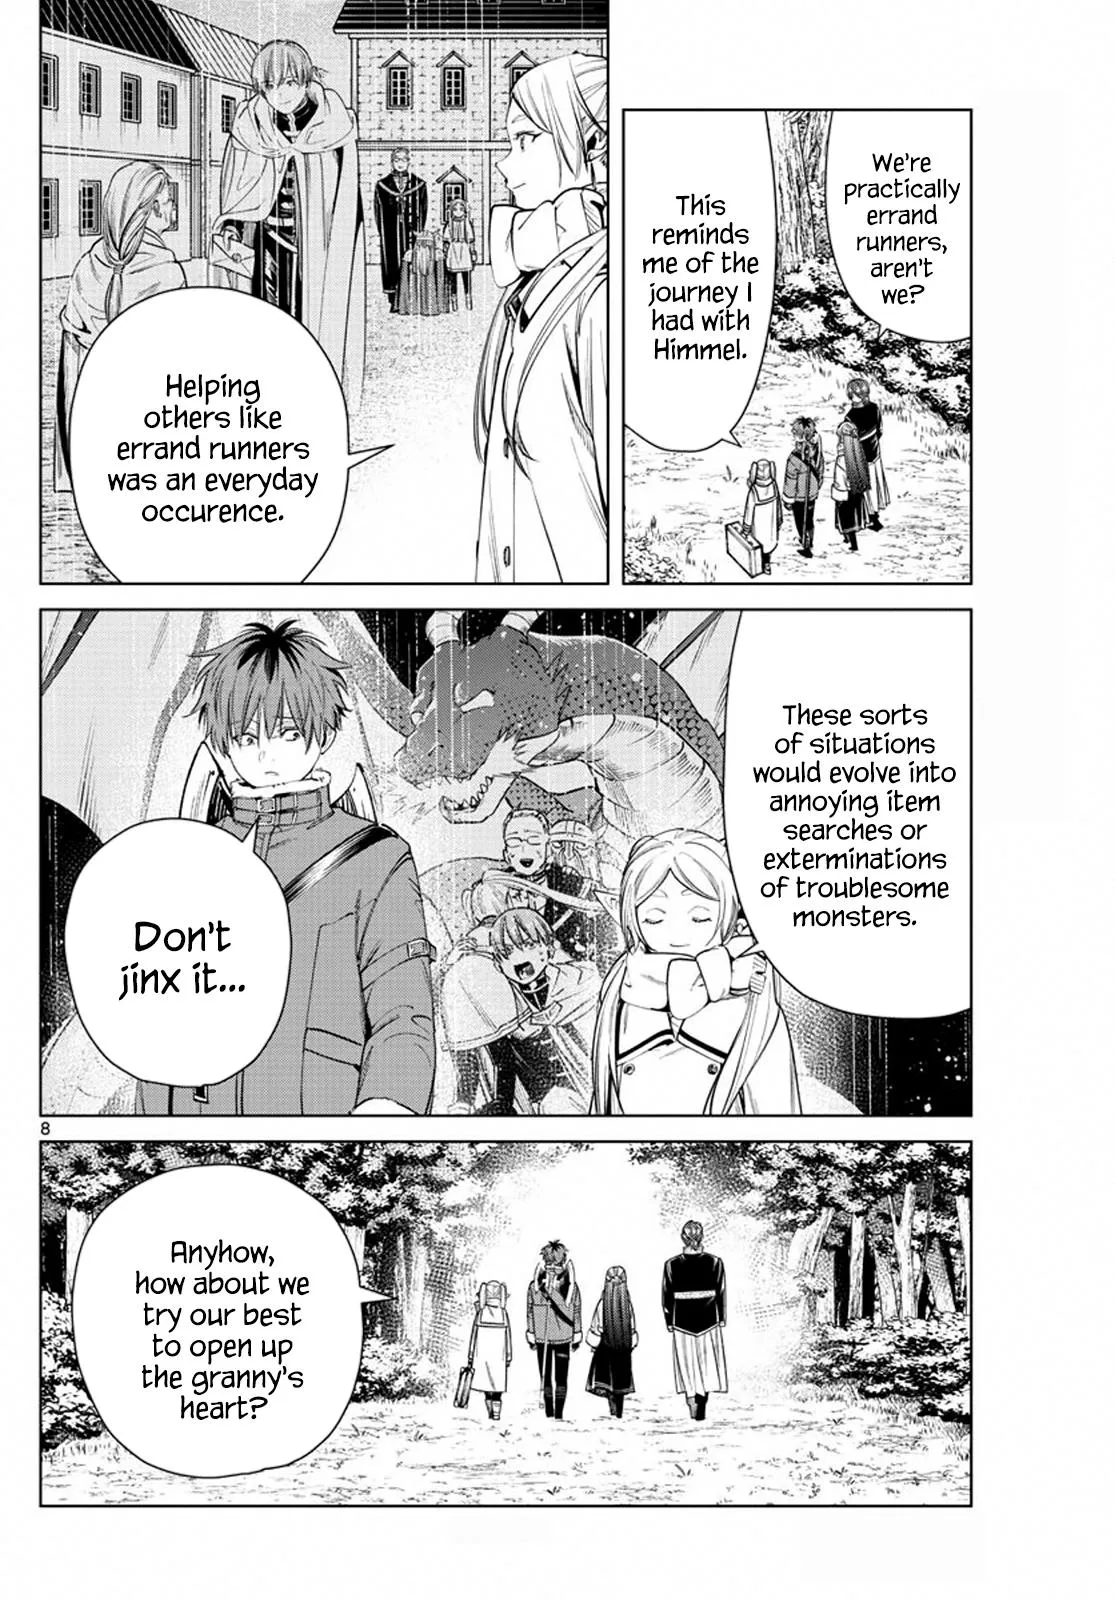 We're
practically
errand
runners,
aren't
we?
This
reminds
me of the
journey I
had with
Himmel.
Helping
others like
errand runners
was an everyday
occurence.
These sorts
of situations
would evolve into
annoying item
searches or
exterminations
of troublesome
monsters.
Don't
jinx it...
8
Anyhow,
how about we
try our best
to open up
the granny's
heart?